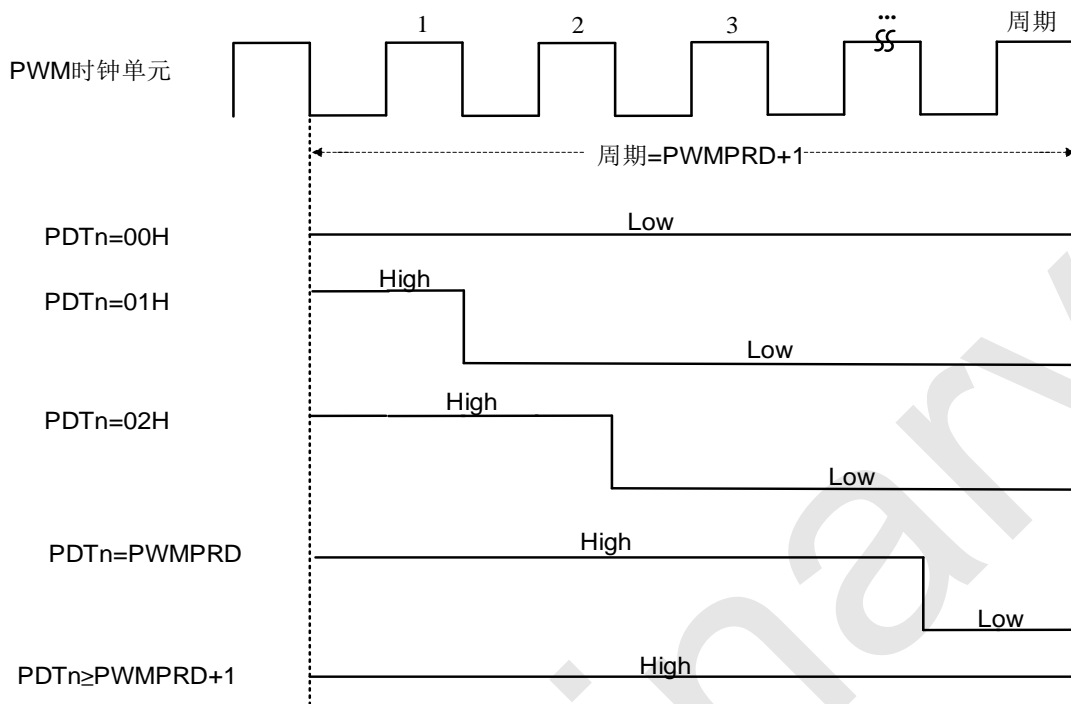 1 2 3 ... 周期
PWM时钟单元
周期=PWMPRD+1
PDTn=00H
Low
PDTn=01H
High
Low
PDTn=02H
High
Low
PDTn=PWMPRD
High
Low
PDTn≥PWMPRD+1
High
inary